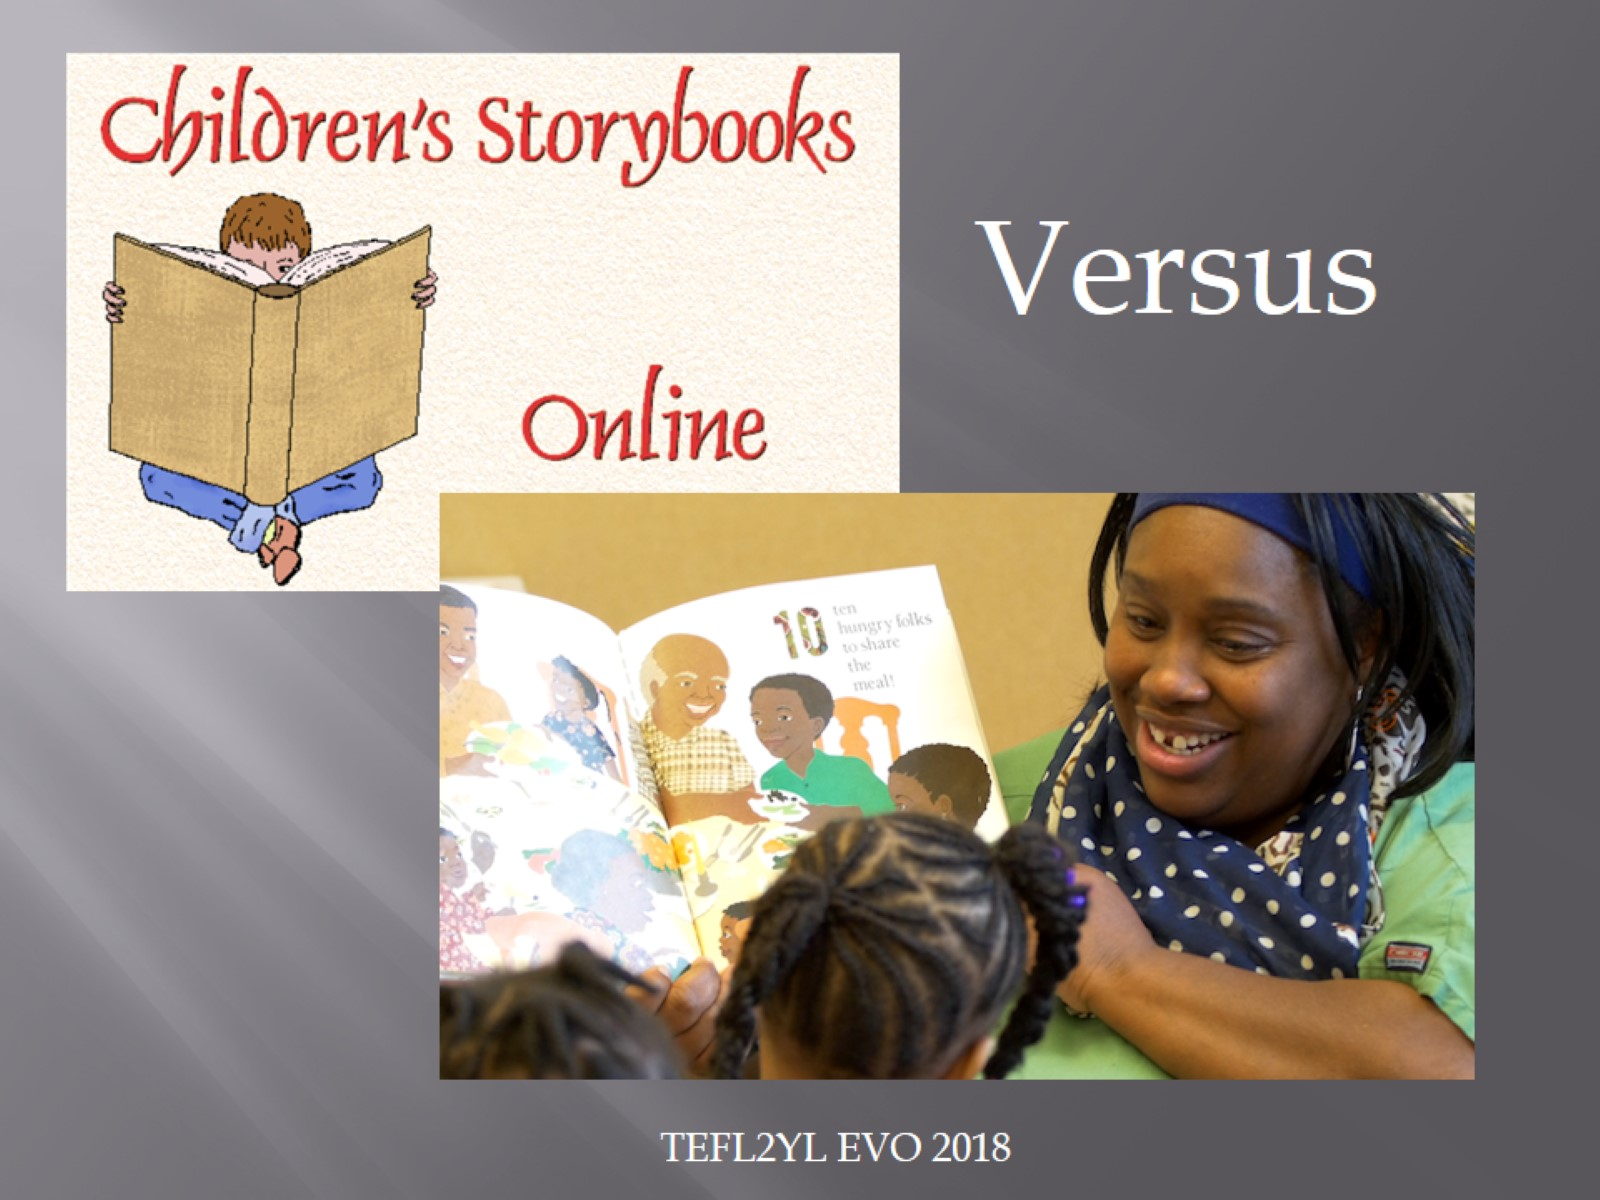 Children's Storybooks
Versus
Online
10
ten
hungry folks
to share
the
meal!
TEFL2YL EVO 2018